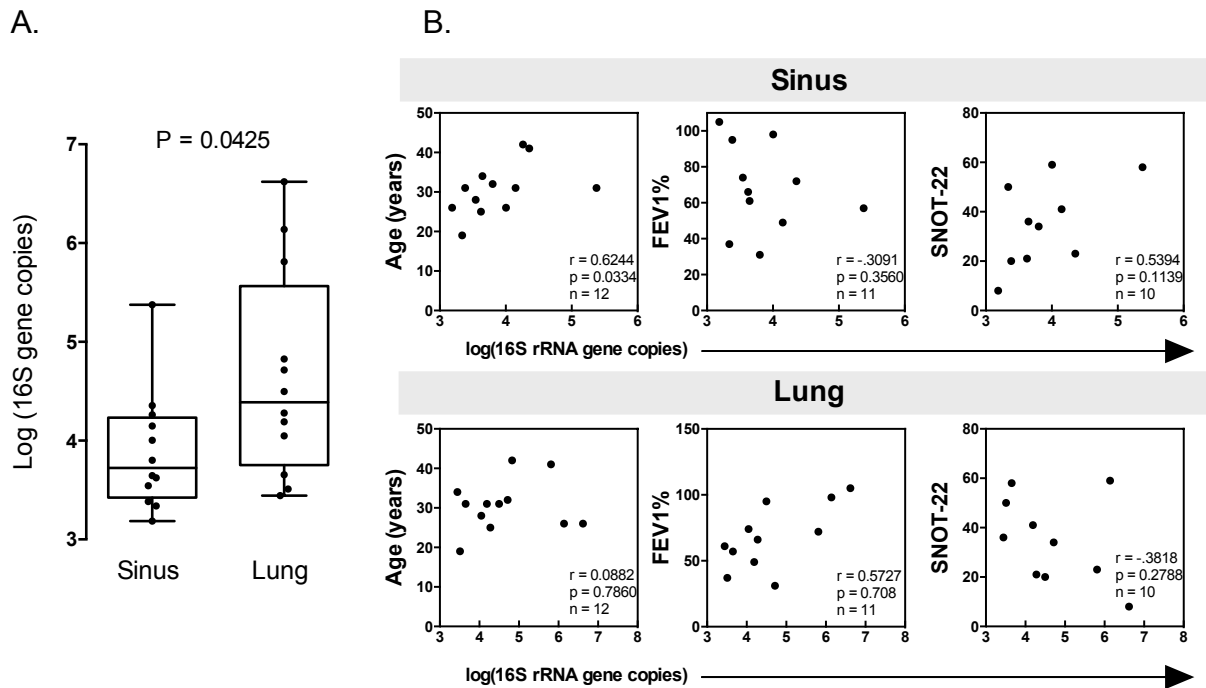 A.
P = 0.0425
Log (16S gene copies)
7
6
5
4
3
Sinus Lung
B.
Sinus
Age (years)
50
40
30
20
10
0
3 4 5 6
r = 0.6244
p = 0.0334
n = 12
FEV1%
100
80
60
40
20
0
3 4 5 6
r = -.3091
p = 0.3560
n = 11
SNOT-22
80
60
40
20
0
3 4 5 6
r = 0.5394
p = 0.1139
n = 10
log(16S rRNA gene copies)
Lung
Age (years)
50
40
30
20
10
0
3 4 5 6 7 8
r = 0.0882
p = 0.7860
n = 12
FEV1%
150
100
50
0
3 4 5 6 7 8
r = 0.5727
p = 0.708
n = 11
SNOT-22
80
60
40
20
0
3 4 5 6 7 8
r = -.3818
p = 0.2788
n = 10
log(16S rRNA gene copies)